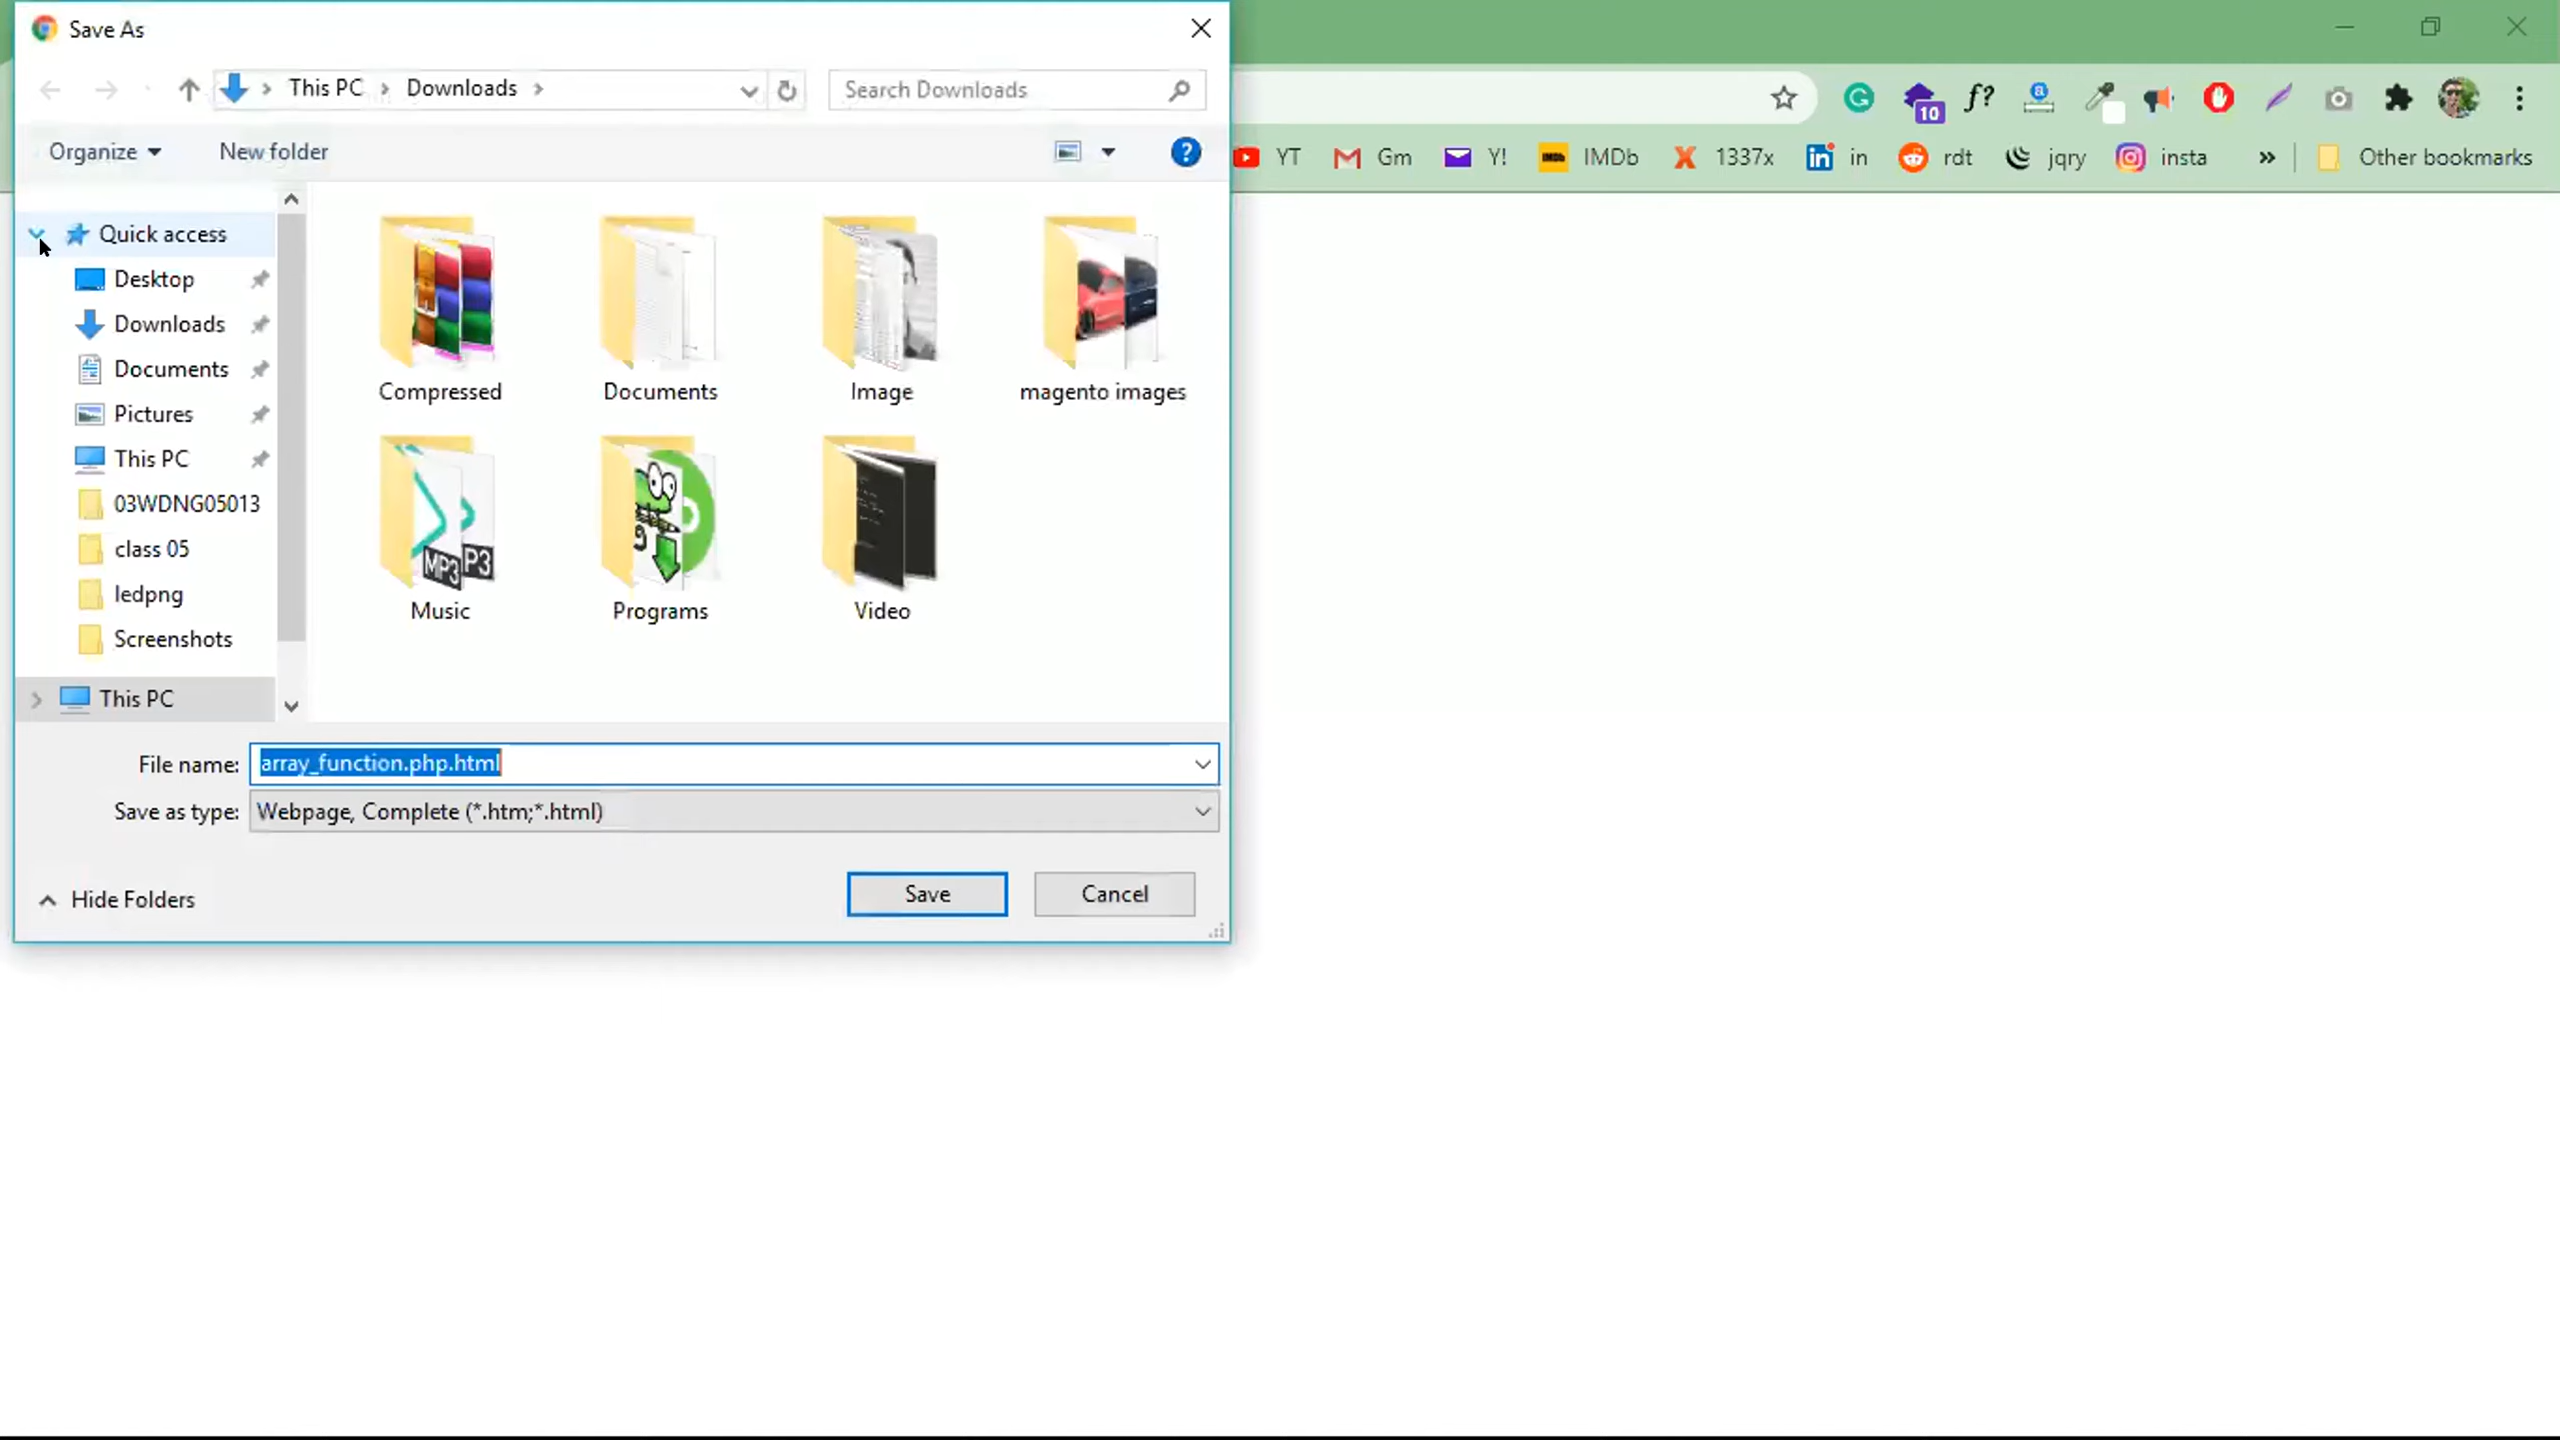 Save As
This PC Downloads
Search Downloads
Organize New folder
10 f?
YT Gm Y! IMDb 1337x in rdt jqry insta » Other bookmarks
Quick access
Desktop
Downloads
Documents
Pictures
This PC
03WDNG05013
class 05
ledpng
Screenshots
This PC
Compressed Documents Image magento images
MP3 P3
Music Programs Video
File name: array_function.php.html
Save as type: Webpage, Complete (*.htm;*.html)
Hide Folders Save Cancel